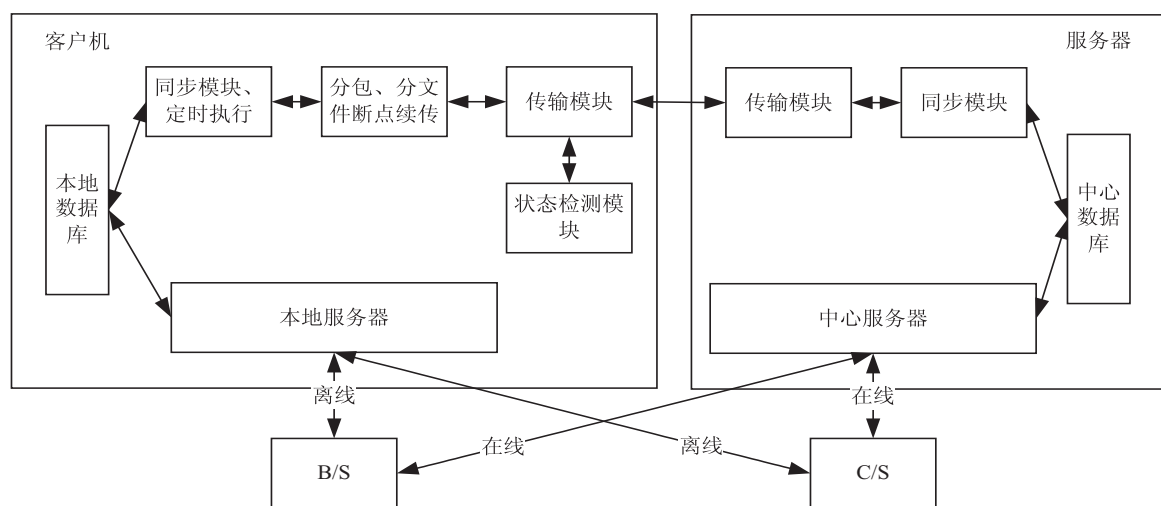 客户机
服务器
同步模块、
定时执行
分包、分文
件断点续传
传输模块
传输模块
同步模块
本地
数据
库
状态检测模
块
中心
数据
库
本地服务器
中心服务器
离线
在线
在线
离线
B/S
C/S